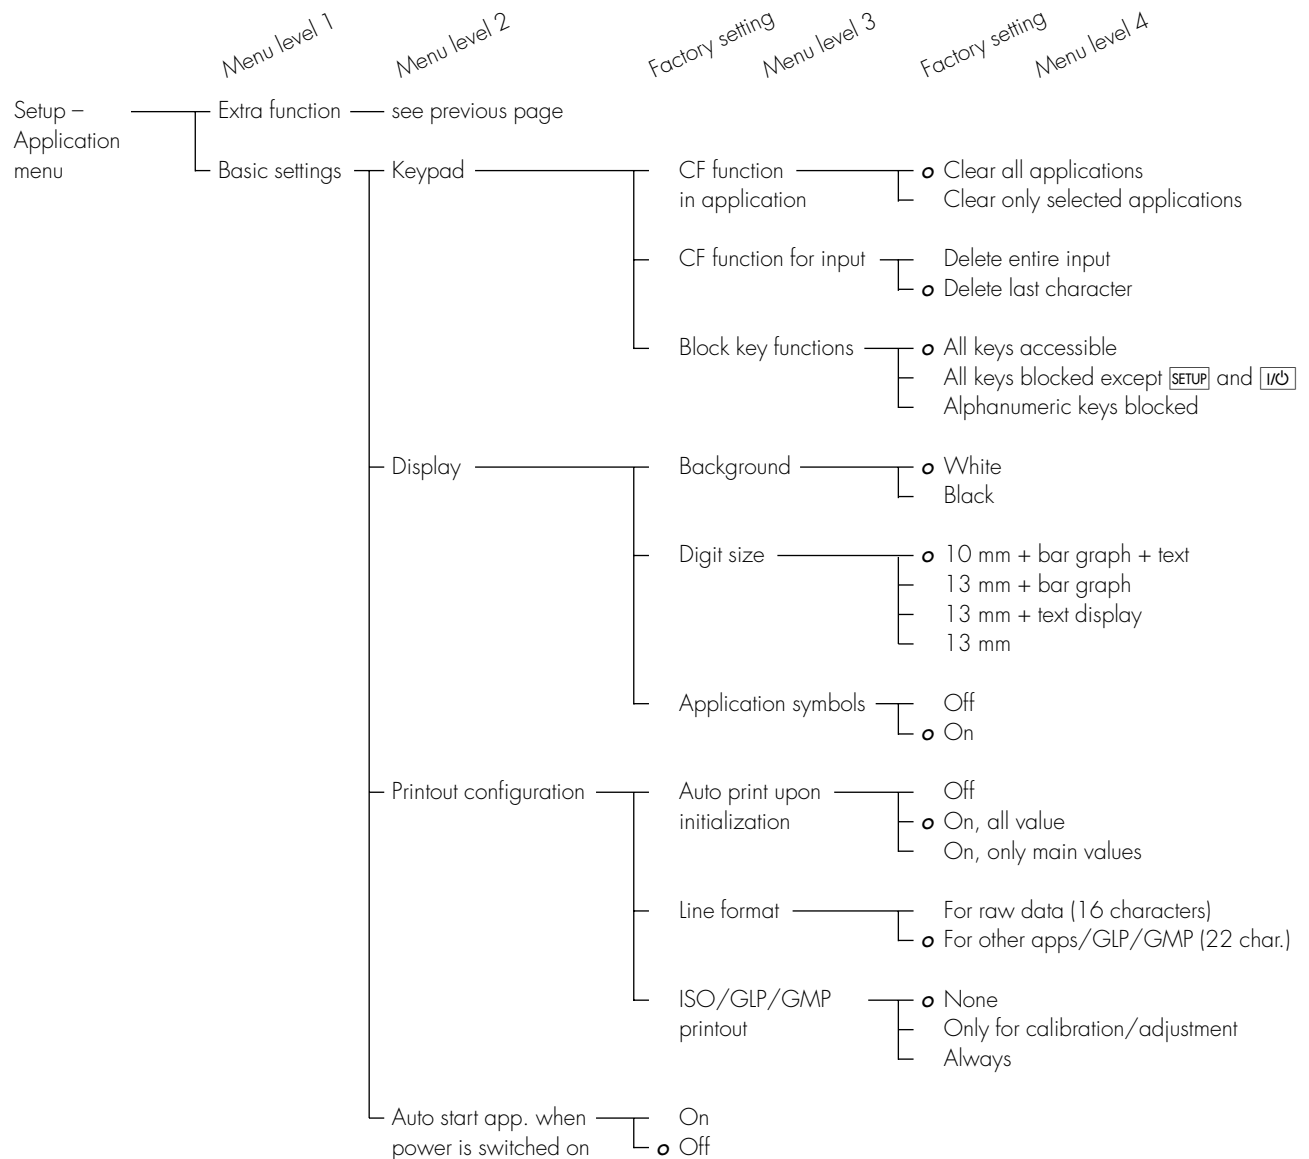 Menu level 1 Menu level 2 Factory setting Menu level 3 Factory setting Menu level 4
Setup –
Application
menu
Extra function see previous page
Basic settings Keypad CF function
in application
o Clear all applications
Clear only selected applications
CF function for input Delete entire input
o Delete last character
Block key functions o All keys accessible
All keys blocked except SETUP and I/⏻
Alphanumeric keys blocked
Display Background o White
Black
Digit size o 10 mm + bar graph + text
13 mm + bar graph
13 mm + text display
13 mm
Application symbols Off
o On
Printout configuration Auto print upon
initialization
Off
o On, all value
On, only main values
Line format For raw data (16 characters)
o For other apps/GLP/GMP (22 char.)
ISO/GLP/GMP
printout
o None
Only for calibration/adjustment
Always
Auto start app. when
power is switched on
On
o Off